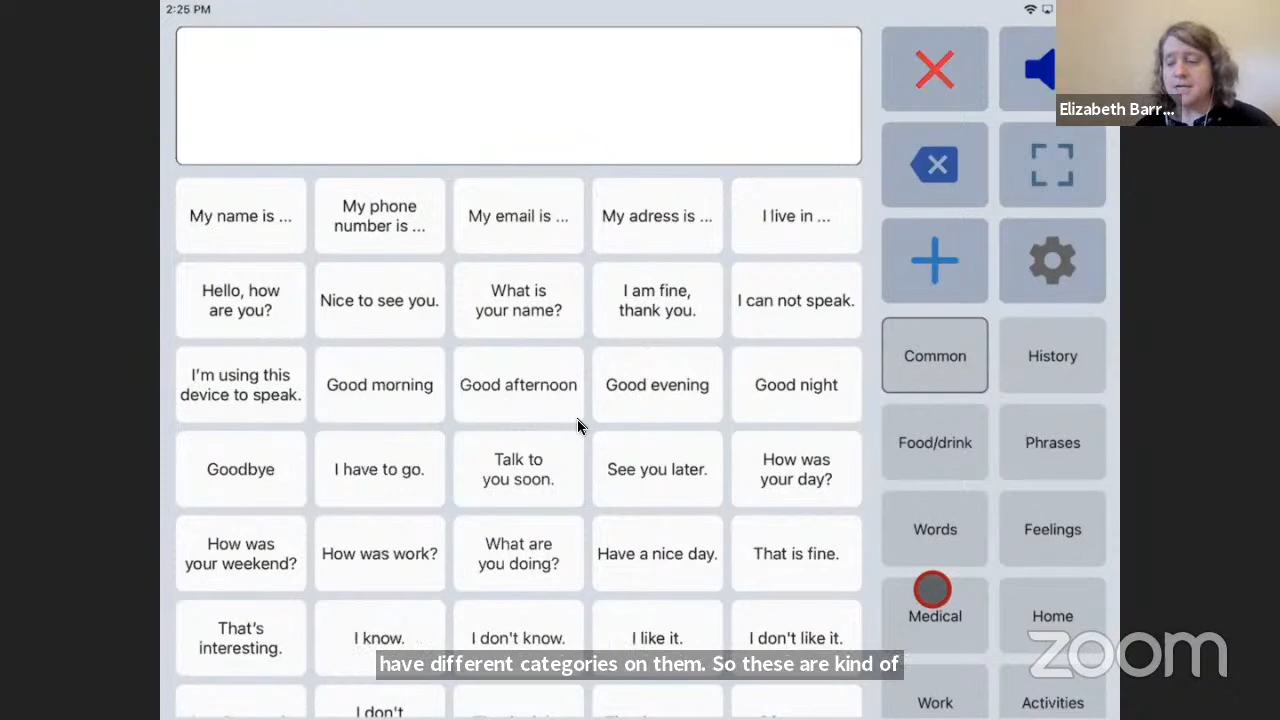 2:25 PM
Elizabeth Barr...
My name is ...
My phone
number is ...
My email is ...
My adress is ...
I live in ...
Hello, how
are you?
Nice to see you.
What is
your name?
I am fine,
thank you.
I can not speak.
Common
History
I'm using this
device to speak.
Good morning
Good afternoon
Good evening
Good night
Food/drink
Phrases
Goodbye
I have to go.
Talk to
you soon.
See you later.
How was
your day?
Words
Feelings
How was
your weekend?
How was work?
What are
you doing?
Have a nice day.
That is fine.
Medical
Home
That's
interesting.
I know.
I don't know.
I like it.
I don't like it.
zoom
have different categories on them. So these are kind of
Work
Activities
I don't